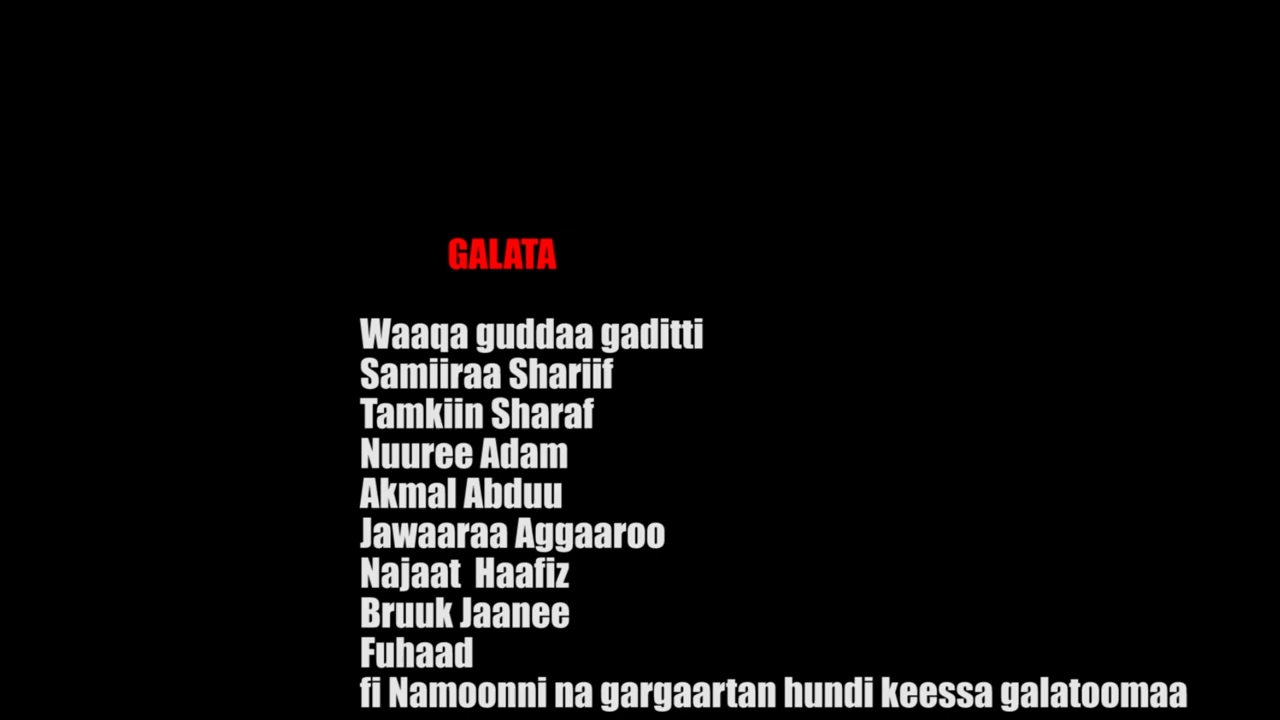 GALATA
Waaqa guddaa gaditti
Samiiraa Shariif
Tamkiin Sharaf
Nuuree Adam
Akmal Abduu
Jawaaraa Aggaaroo
Najaat Haafiz
Bruuk Jaanee
Fuhaad
fi Namoonni na gargaartan hundi keessa galatoomaa